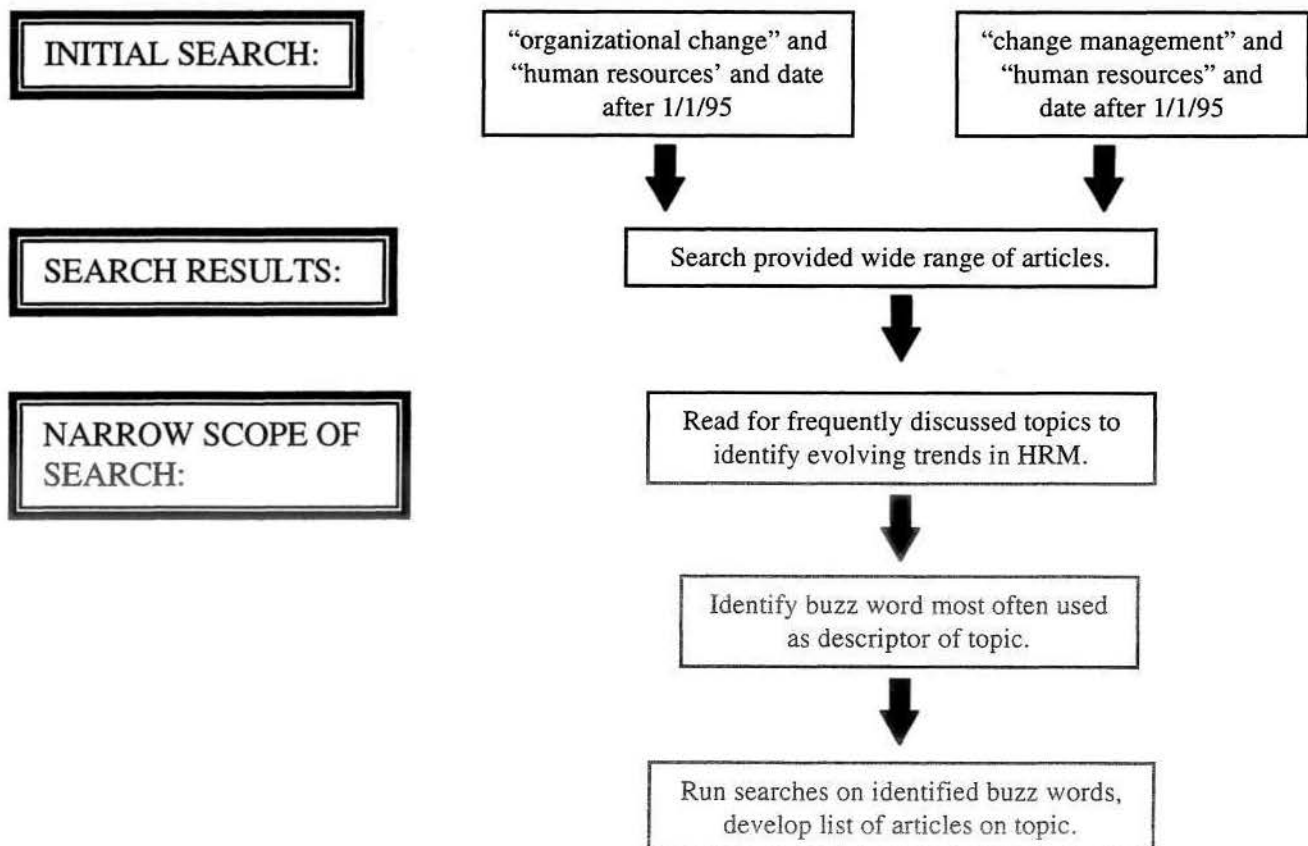 INITIAL SEARCH:
“organizational change” and
“human resources’ and date
after 1/1/95
“change management” and
“human resources” and
date after 1/1/95
SEARCH RESULTS:
Search provided wide range of articles.
NARROW SCOPE OF
SEARCH:
Read for frequently discussed topics to
identify evolving trends in HRM.
Identify buzz word most often used
as descriptor of topic.
Run searches on identified buzz words,
develop list of articles on topic.